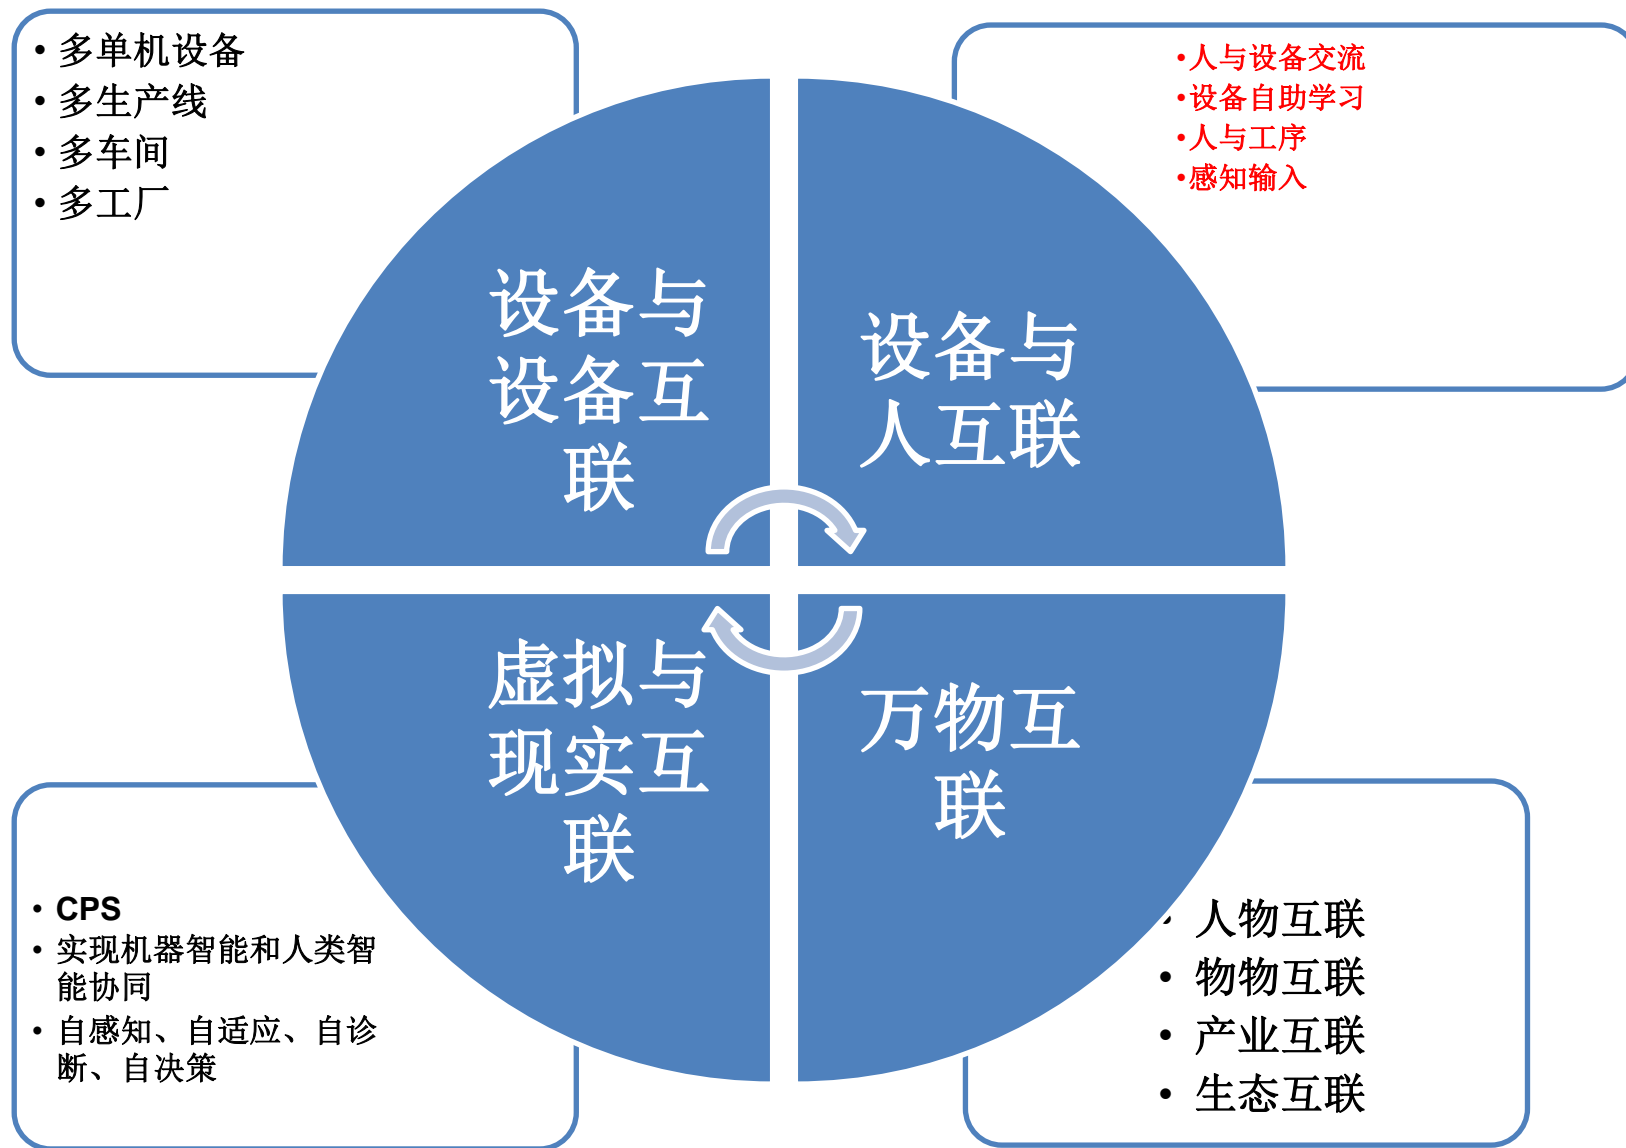 • 多单机设备
• 多生产线
• 多车间
• 多工厂
•人与设备交流
•设备自助学习
•人与工序
•感知输入
设备与
设备互
联
设备与
人互联
虚拟与
现实互
联
万物互
联
• CPS
• 实现机器智能和人类智
能协同
• 自感知、自适应、自诊
断、自决策
• 人物互联
• 物物互联
• 产业互联
• 生态互联